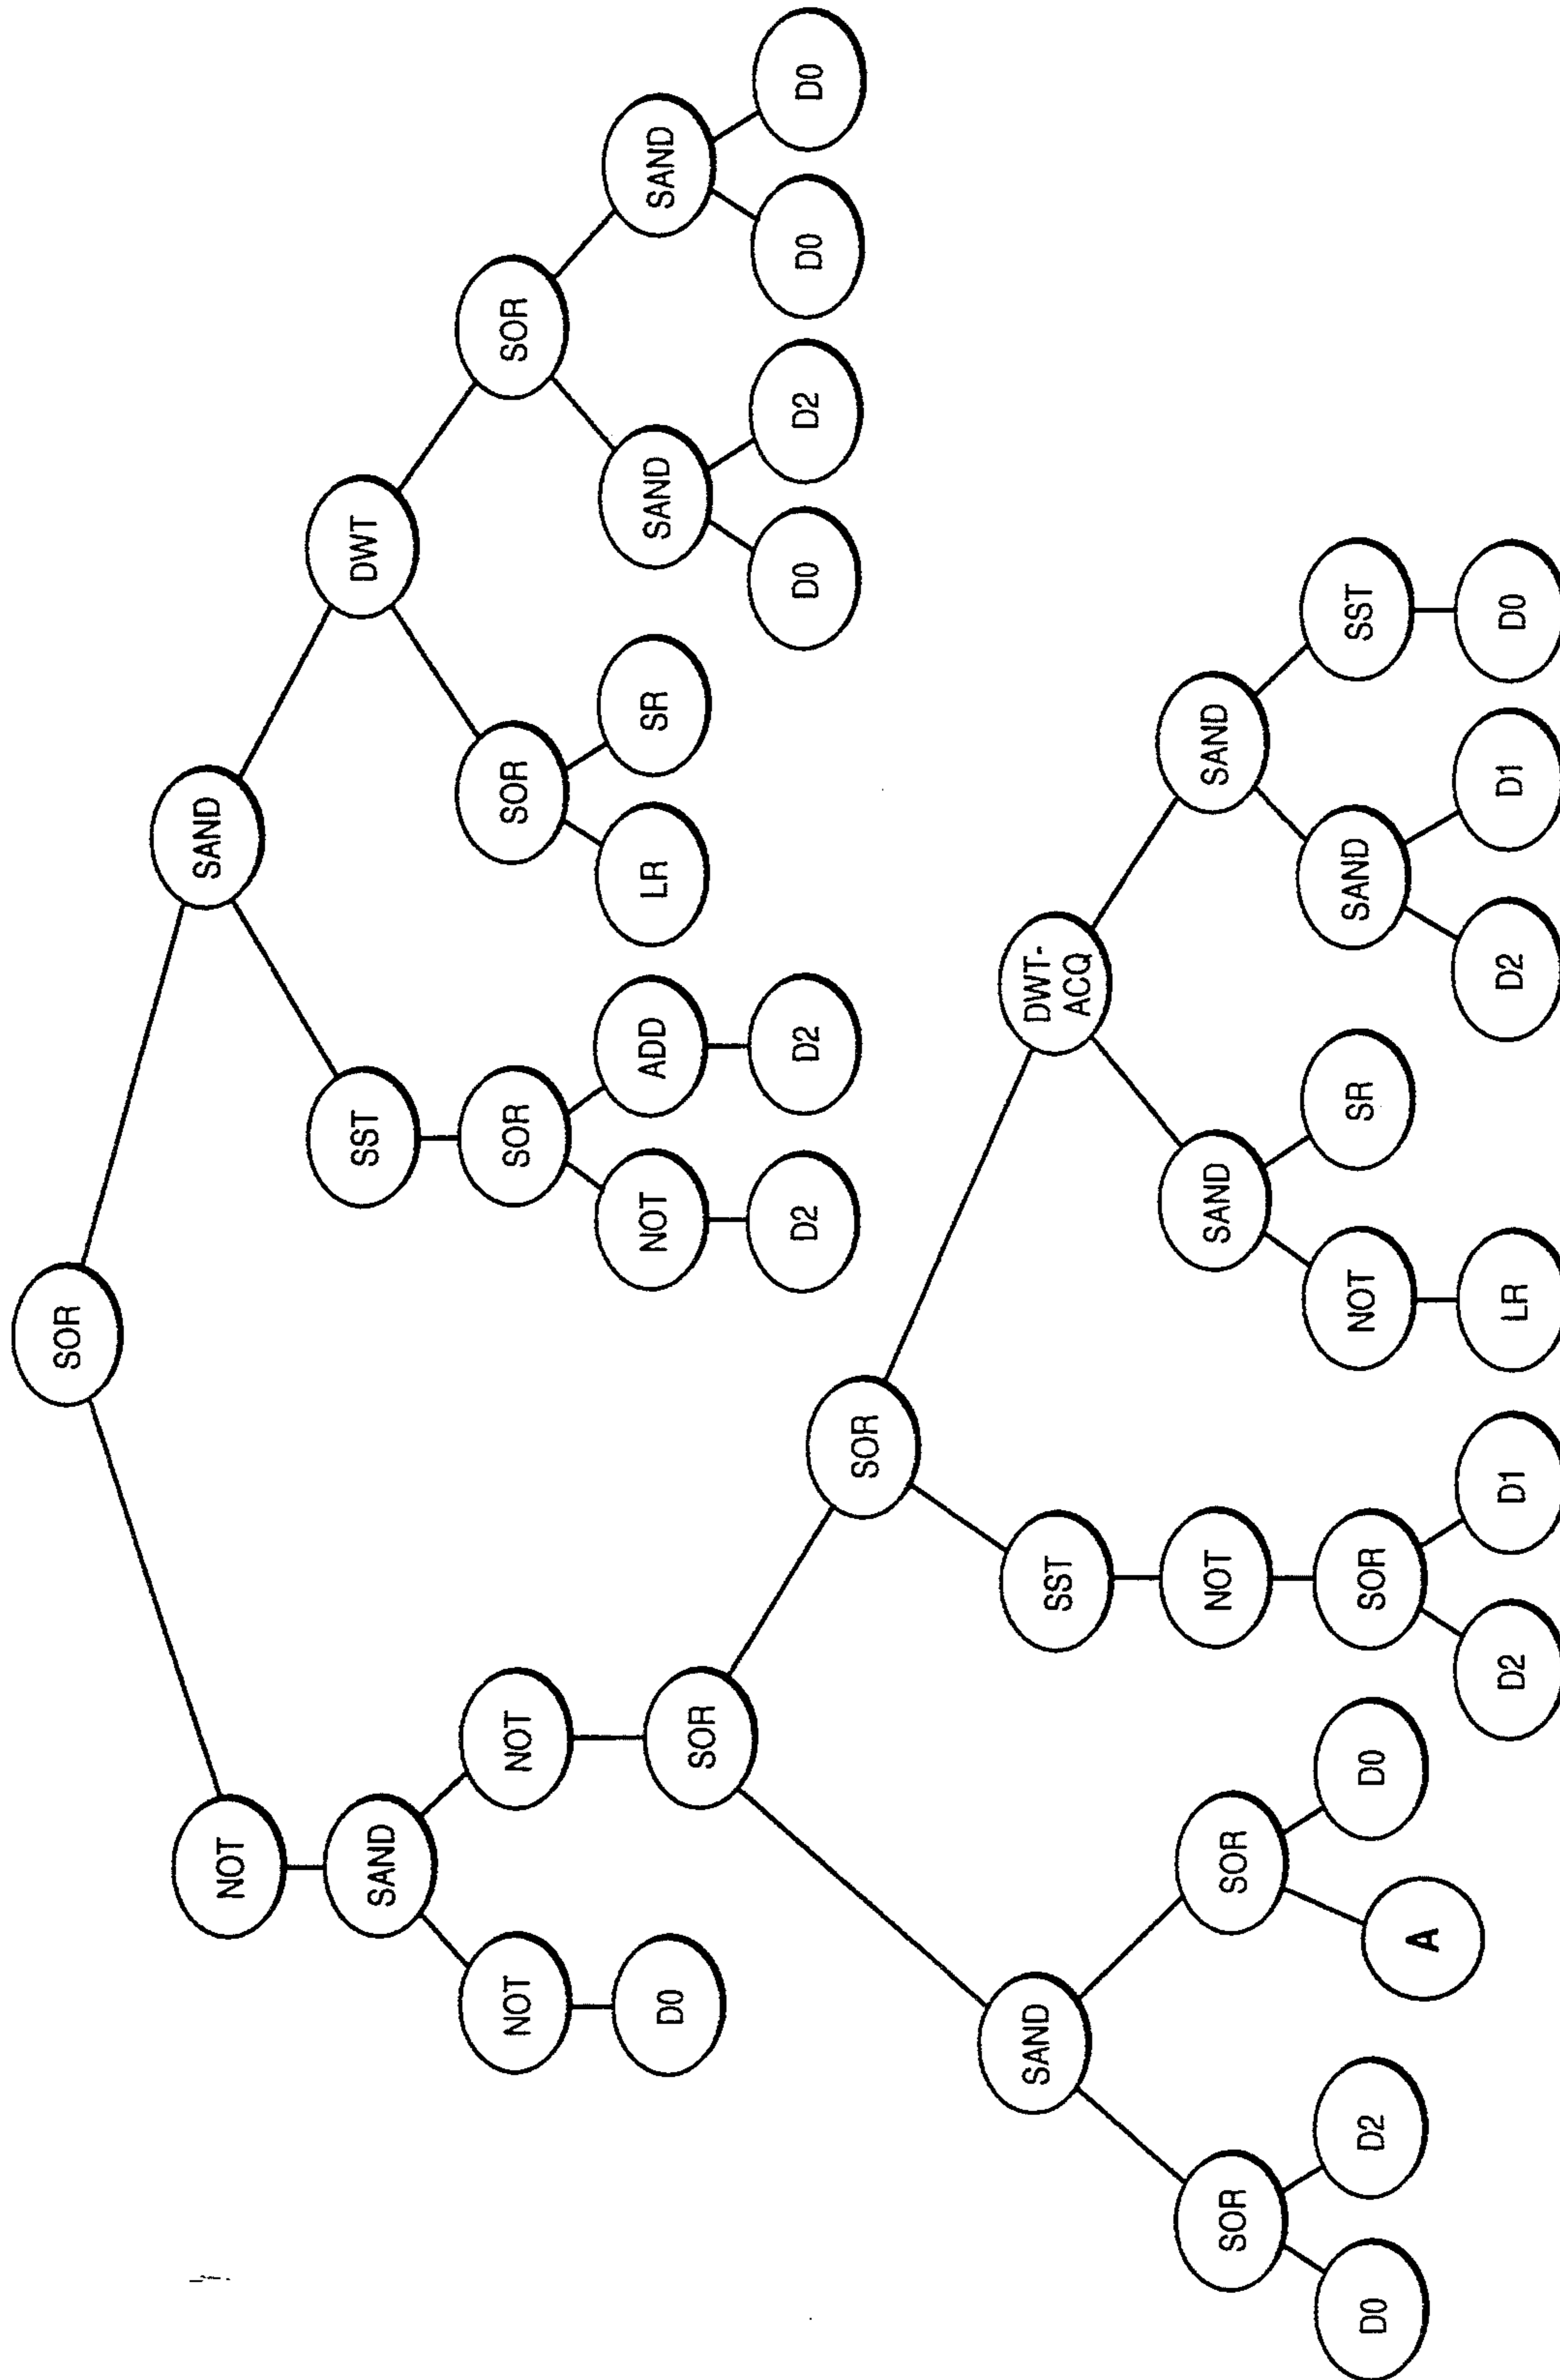 SOR
NOT SAND
SAND SST DWT
NOT NOT SOR SOR SOR
D0 SOR NOT ADD LR SR SAND SAND
D2 D2 D0 D2 D0 D0
SOR
SAND SST DWT-
ACQ
SOR SOR NOT SAND SAND
D0 D2 A D0 SOR NOT SR SAND SST
D2 D1 LR D2 D1 D0